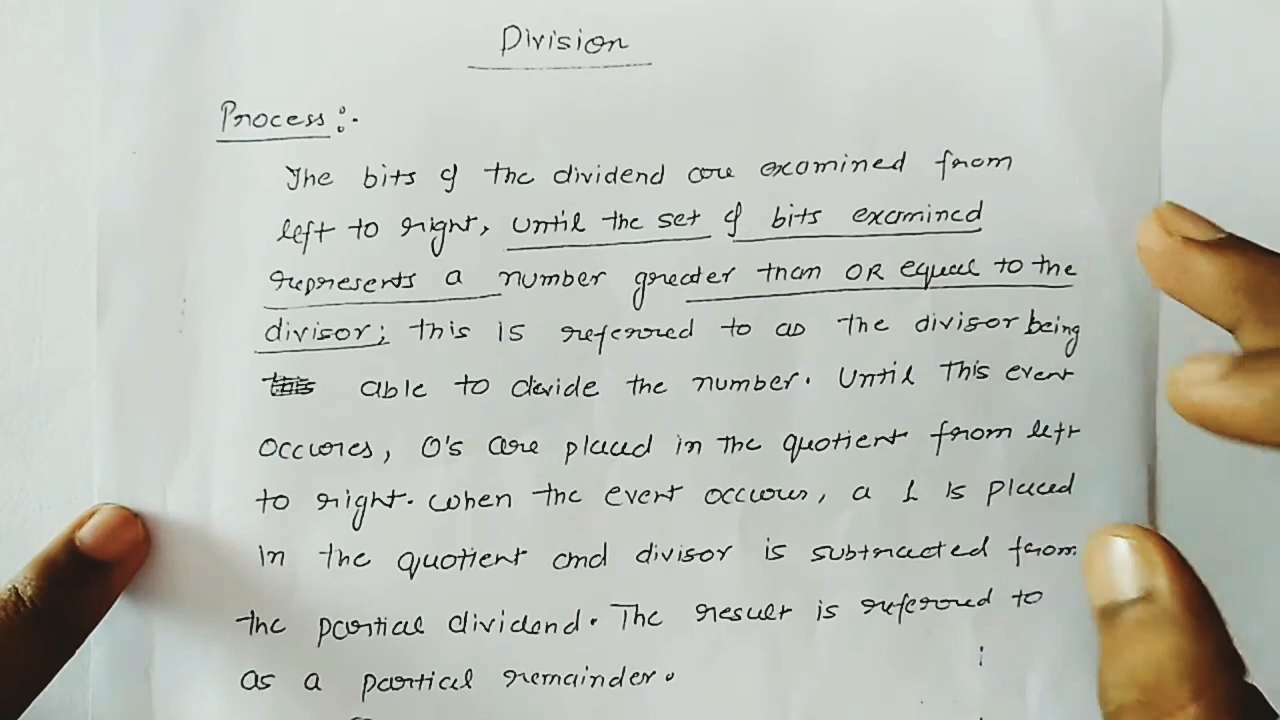 Division
Process:-
The bits of the dividend are examined from
left to right, until the set of bits examined
represents a number greater than OR equal to the
divisor; this is referred to as the divisor being
able to devide the number. Until this event
occures, 0's are placed in the quotient from left
to right. When the event occurs, a 1 is placed
in the quotient and divisor is subtracted from
the partial dividend. The result is referred to
as a partial remainder.